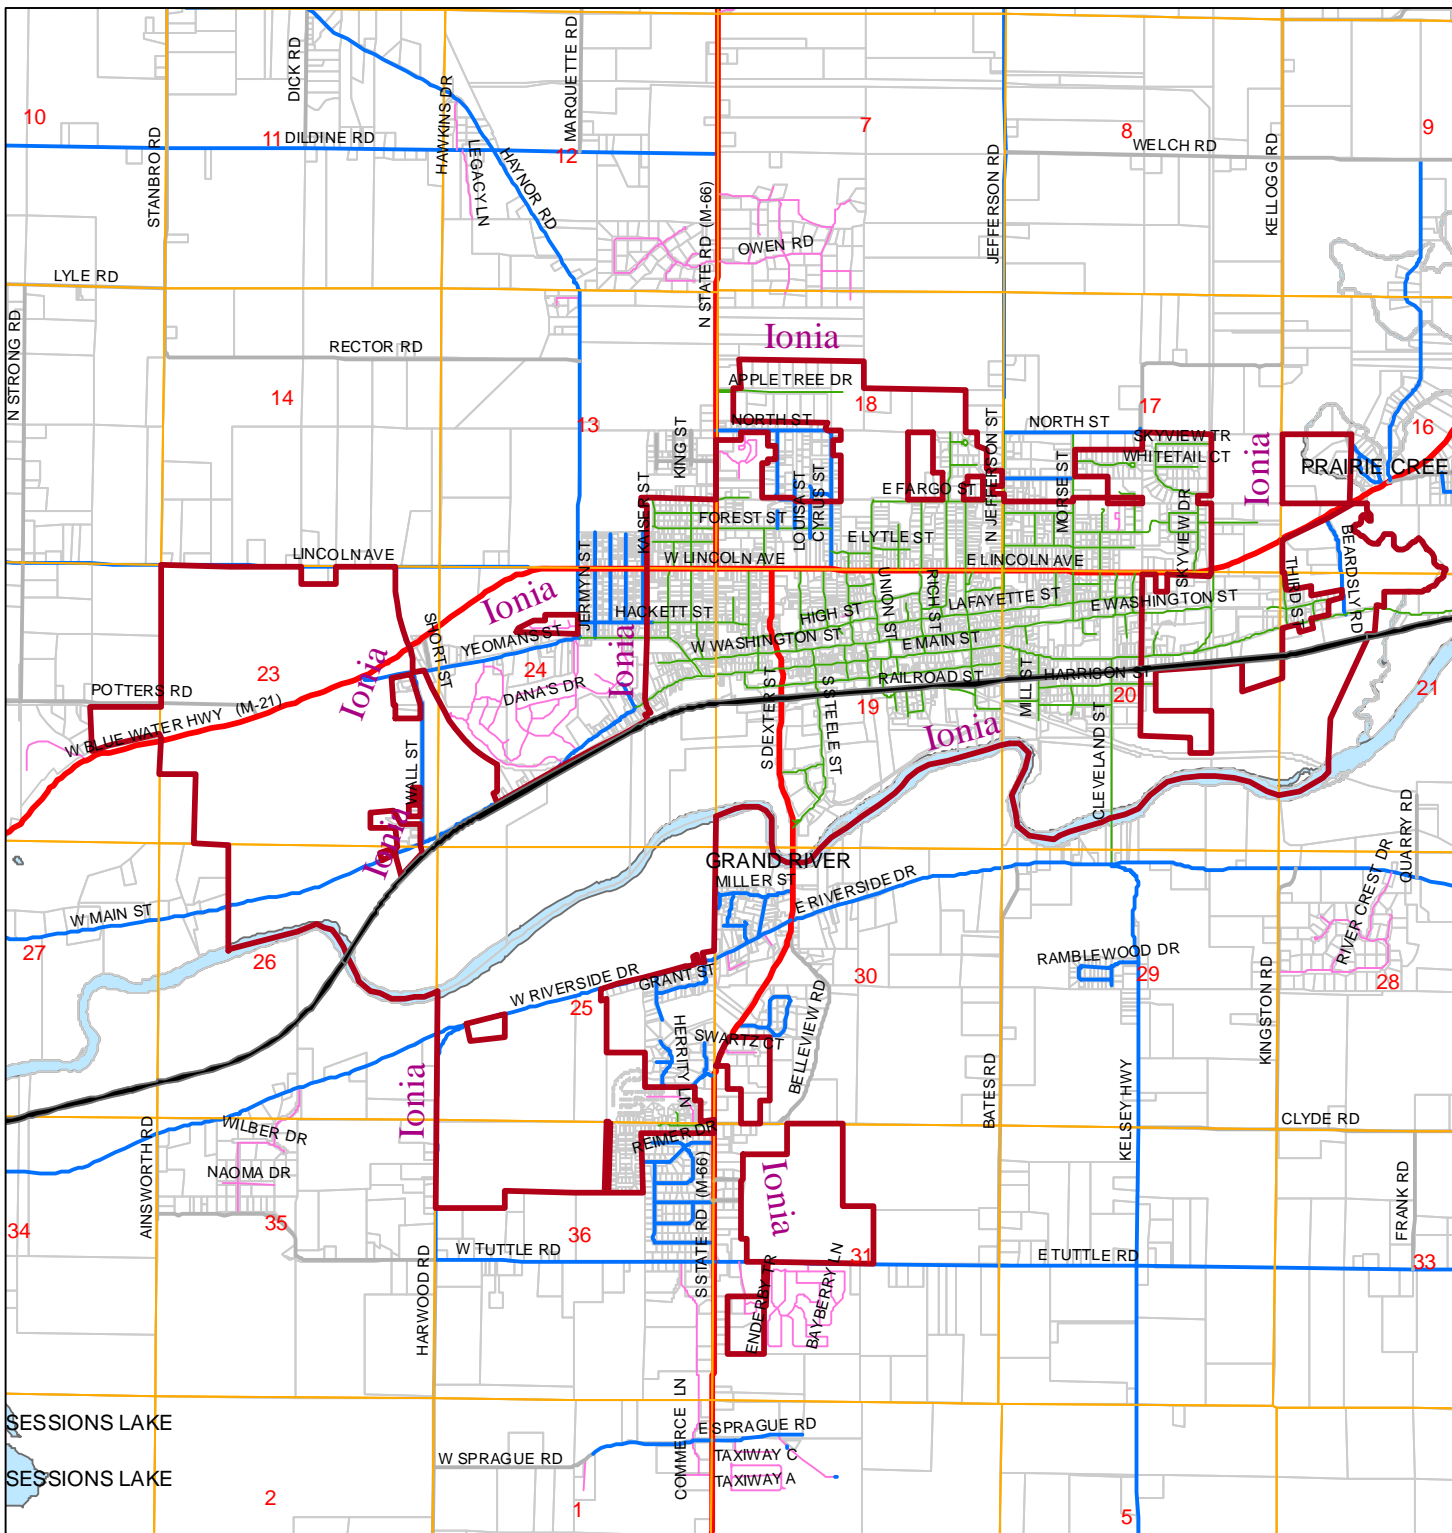 DICK RD
MARQUETTE RD
10
STANBRO RD
11
DILDINE RD
HAWKINS DR
LEGACY LN
HAYNOR RD
12
7
8
WELCH RD
9
JEFFERSON RD
KELLOGG RD
N STATE RD (M-66)
OWEN RD
LYLE RD
N STRONG RD
RECTOR RD
14
13
Ionia
APPLE TREE DR
18
NORTH ST
KING ST
N JEFFERSON ST
NORTH ST
17
SKYVIEW TR
WHITETAIL CT
Ionia
16
PRAIRIE CREE
KAISER ST
LOUISA ST
CYRUS ST
E FARGO ST
MORSE ST
SKYVIEW DR
FOREST ST
E LYTLE ST
LINCOLN AVE
W LINCOLN AVE
E LINCOLN AVE
BEARDSLY RD
THIRD ST
JERMYN ST
Ionia
HACKETT ST
HIGH ST
UNION ST
RICH ST
LAFAYETTE ST
E WASHINGTON ST
SHORT ST
YEOMANS ST
Ionia
W WASHINGTON ST
E MAIN ST
23
24
Ionia
POTTERS RD
DANA'S DR
RAILROAD ST
HARRISON ST
MILL ST
20
21
W BLUE WATER HWY (M-21)
S DEXTER ST
S STEELE ST
19
Ionia
CLEVELAND ST
WALL ST
Ionia
QUARRY RD
GRAND RIVER
MILLER ST
E RIVERSIDE DR
W MAIN ST
RIVER CREST DR
27
26
RAMBLEWOOD DR
W RIVERSIDE DR
GRANT ST
30
29
28
25
KINGSTON RD
BELLEVIEW RD
HERRITY LN
SWARTZ CT
Ionia
BATES RD
KELSEY HWY
AINSWORTH RD
WILBER DR
CLYDE RD
REIMER DR
NAOMA DR
S STATE RD (M-66)
Ionia
FRANK RD
34
35
36
W TUTTLE RD
31
E TUTTLE RD
33
HARWOOD RD
ENDERBY TR
BAYBERRY LN
COMMERCE LN
SESSIONS LAKE
E SPRAGUE RD
W SPRAGUE RD
TAXIWAY C
SESSIONS LAKE
TAXIWAY A
2
1
5